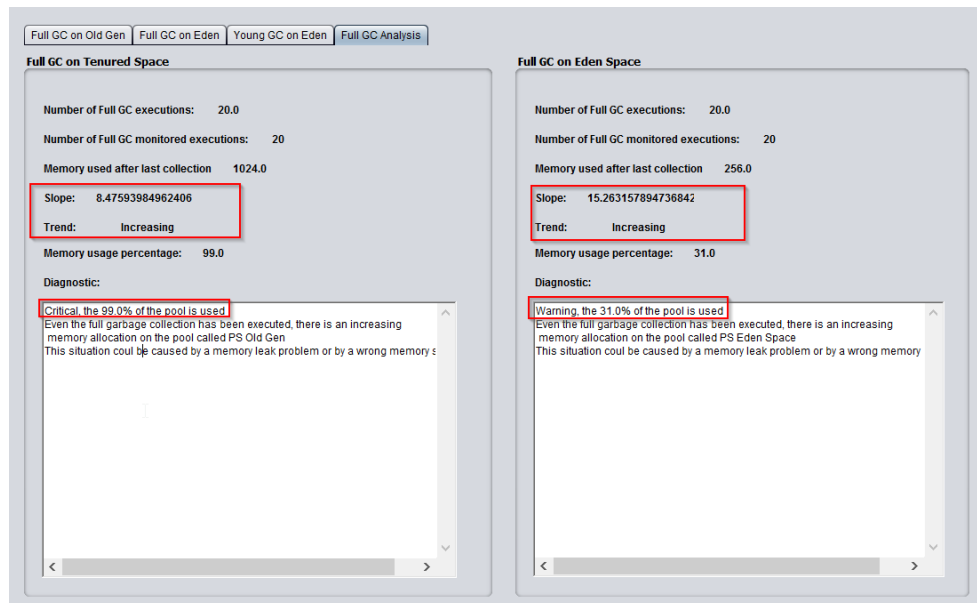 Full GC on Old Gen Full GC on Eden Young GC on Eden Full GC Analysis
Full GC on Tenured Space
Number of Full GC executions: 20.0
Number of Full GC monitored executions: 20
Memory used after last collection 1024.0
Slope: 8.47593984962406
Trend: Increasing
Memory usage percentage: 99.0
Diagnostic:
Critical, the 99.0% of the pool is used
Even the full garbage collection has been executed, there is an increasing
memory allocation on the pool called PS Old Gen
This situation coul be caused by a memory leak problem or by a wrong memory s
Full GC on Eden Space
Number of Full GC executions: 20.0
Number of Full GC monitored executions: 20
Memory used after last collection 256.0
Slope: 15.263157894736842
Trend: Increasing
Memory usage percentage: 31.0
Diagnostic:
Warning, the 31.0% of the pool is used
Even the full garbage collection has been executed, there is an increasing
memory allocation on the pool called PS Eden Space
This situation coul be caused by a memory leak problem or by a wrong memory